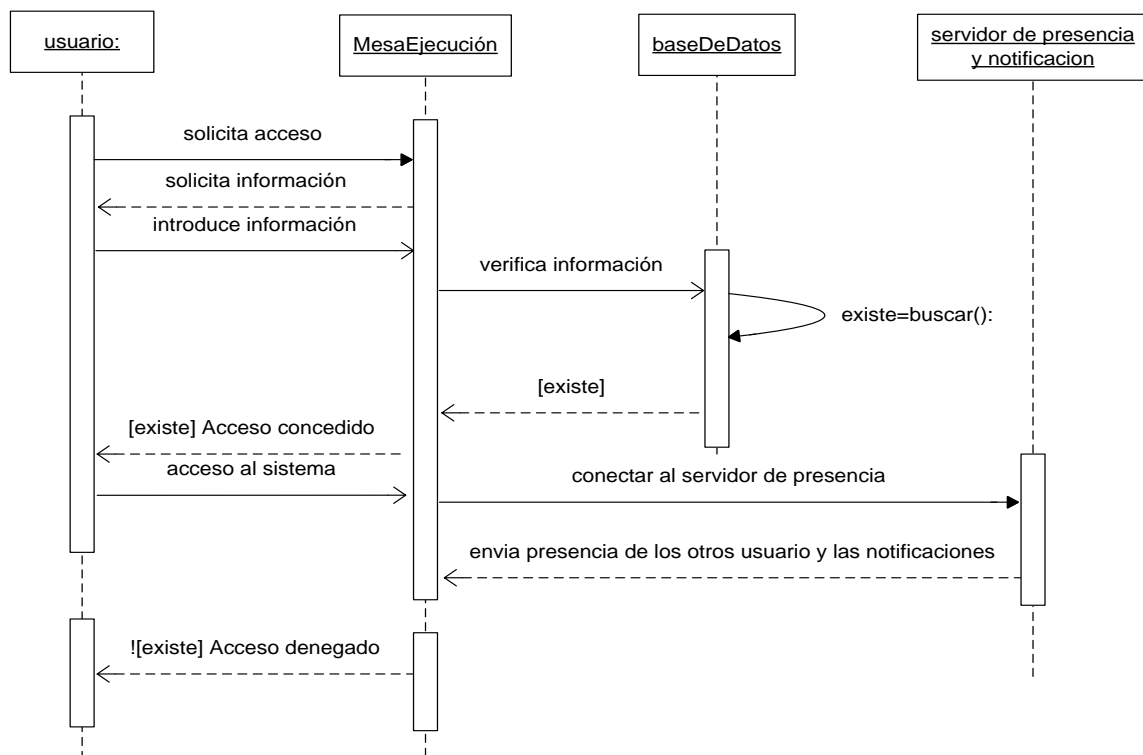 usuario:
MesaEjecución
baseDeDatos
servidor de presencia
y notificacion
solicita acceso
solicita información
introduce información
verifica información
existe=buscar():
[existe]
[existe] Acceso concedido
acceso al sistema
conectar al servidor de presencia
envia presencia de los otros usuario y las notificaciones
![existe] Acceso denegado